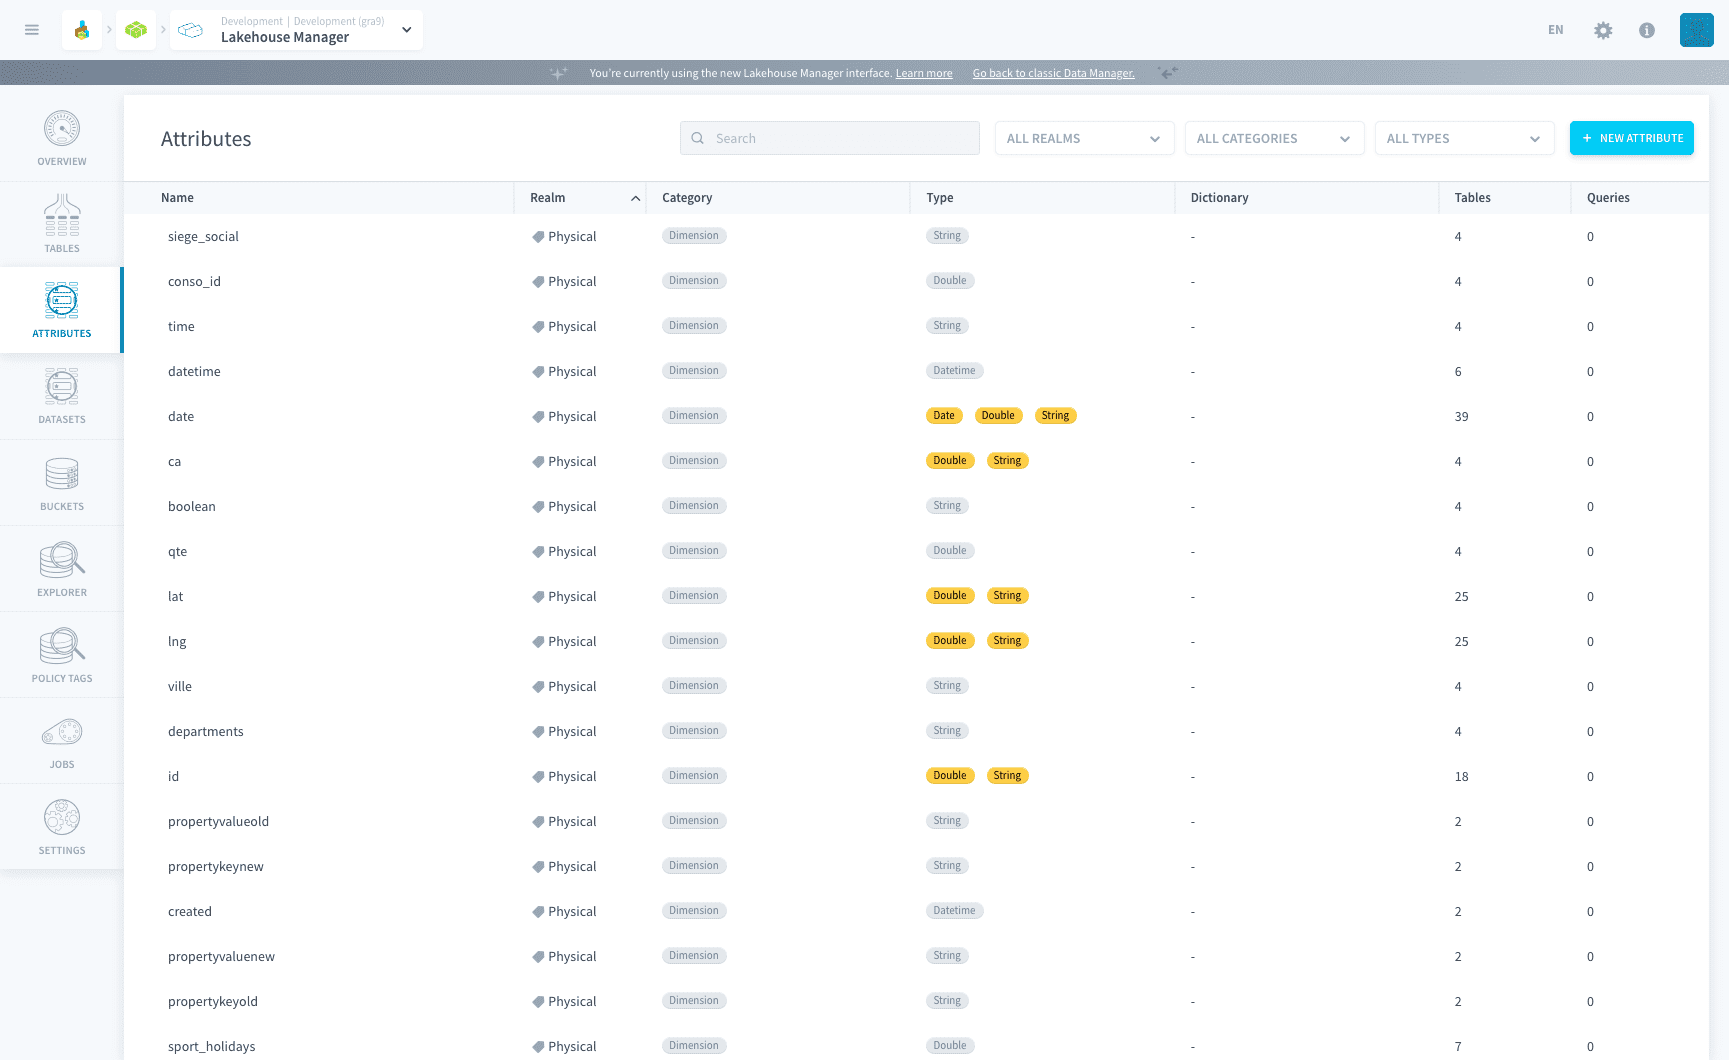 Development | Development (gra9)
Lakehouse Manager
EN
You're currently using the new Lakehouse Manager interface. Learn more Go back to classic Data Manager.
OVERVIEW
TABLES
ATTRIBUTES
DATASETS
BUCKETS
EXPLORER
POLICY TAGS
JOBS
SETTINGS
Attributes
Search
ALL REALMS
ALL CATEGORIES
ALL TYPES
+ NEW ATTRIBUTE
Name Realm Category Type Dictionary Tables Queries
siege_social Physical Dimension String - 4 0
conso_id Physical Dimension Double - 4 0
time Physical Dimension String - 4 0
datetime Physical Dimension Datetime - 6 0
date Physical Dimension Date Double String - 39 0
ca Physical Dimension Double String - 4 0
boolean Physical Dimension String - 4 0
qte Physical Dimension Double - 4 0
lat Physical Dimension Double String - 25 0
lng Physical Dimension Double String - 25 0
ville Physical Dimension String - 4 0
departments Physical Dimension String - 4 0
id Physical Dimension Double String - 18 0
propertyvalueold Physical Dimension String - 2 0
propertykeynew Physical Dimension String - 2 0
created Physical Dimension Datetime - 2 0
propertyvaluenew Physical Dimension String - 2 0
propertykeyold Physical Dimension String - 2 0
sport_holidays Physical Dimension Double - 7 0